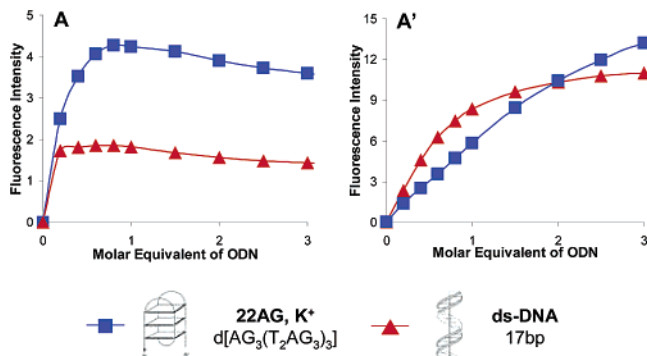 A
Fluorescence Intensity
5
4
3
2
1
0
0 1 2 3
Molar Equivalent of ODN
A'
Fluorescence Intensity
15
12
9
6
3
0
0 1 2 3
Molar Equivalent of ODN
22AG, K⁺
d[AG₃(T₂AG₃)₃]
ds-DNA
17bp